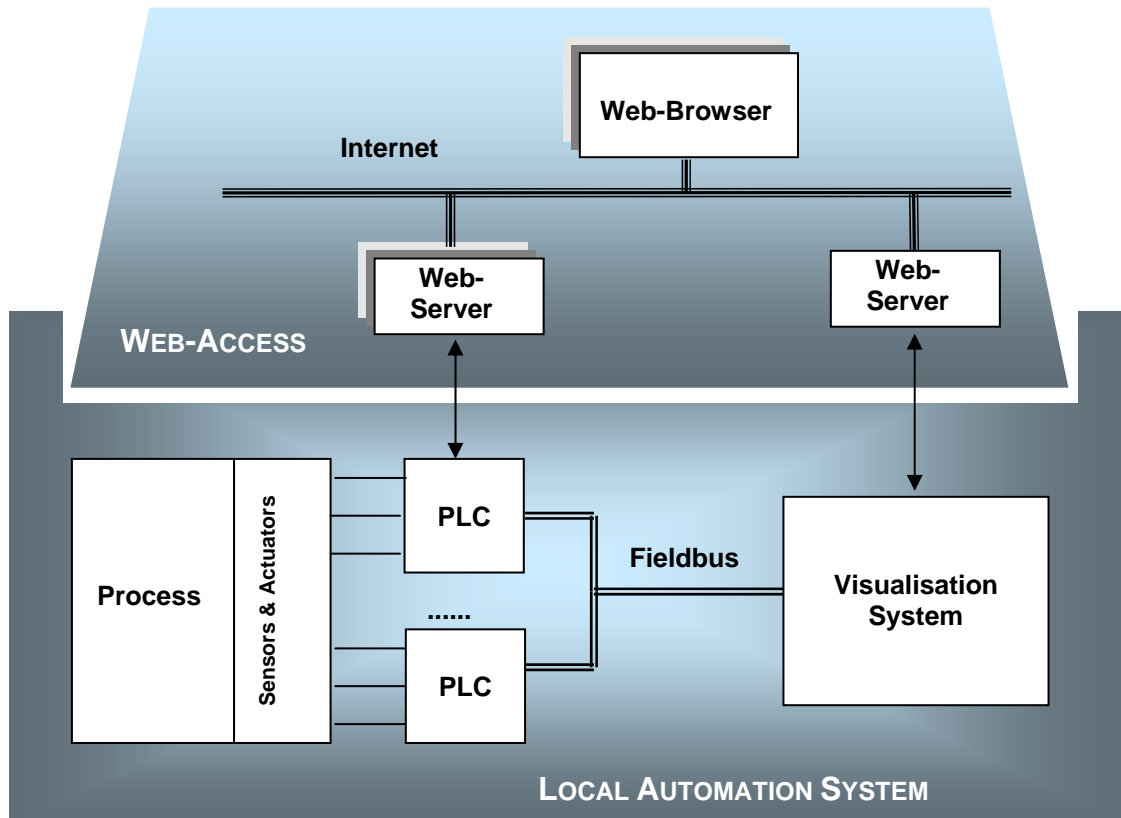 Web-Browser
Internet
Web-
Server
Web-
Server
WEB-ACCESS
Process
Sensors & Actuators
PLC
......
PLC
Fieldbus
Visualisation
System
LOCAL AUTOMATION SYSTEM